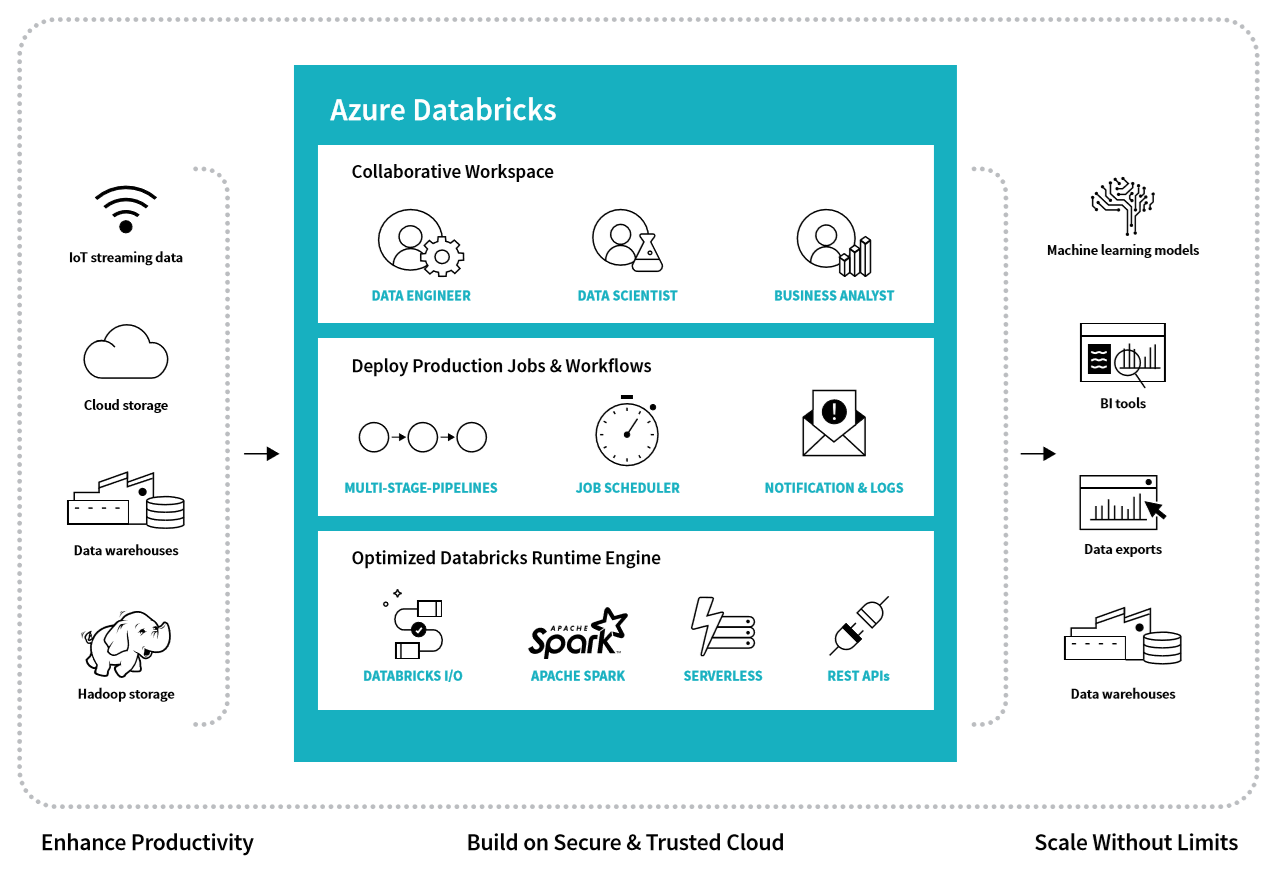 Azure Databricks
IoT streaming data
Cloud storage
Data warehouses
Hadoop storage
Collaborative Workspace
DATA ENGINEER
DATA SCIENTIST
BUSINESS ANALYST
Deploy Production Jobs & Workflows
MULTI-STAGE-PIPELINES
JOB SCHEDULER
NOTIFICATION & LOGS
Optimized Databricks Runtime Engine
APACHE
Spark™
DATABRICKS I/O
APACHE SPARK
SERVERLESS
REST APIs
Machine learning models
BI tools
Data exports
Data warehouses
Enhance Productivity
Build on Secure & Trusted Cloud
Scale Without Limits